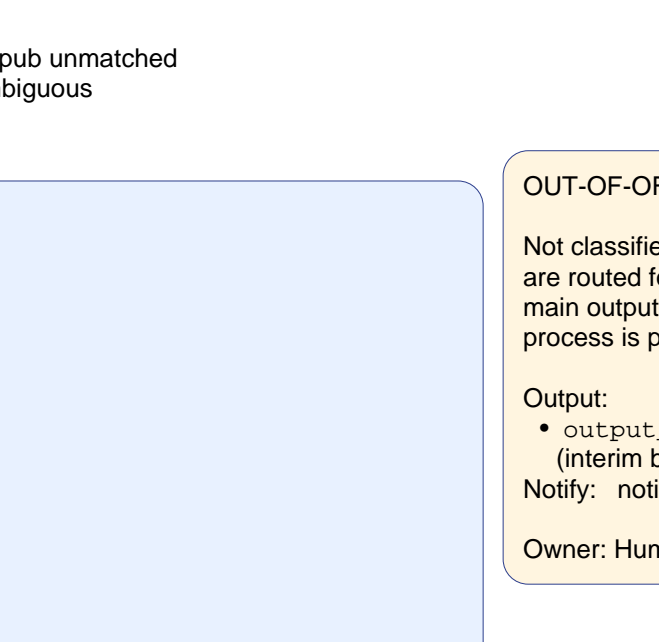 pub unmatched
biguous
OUT-OF-OF
Not classifie
are routed f
main output
process is p
Output:
• output_
(interim b
Notify: noti
Owner: Hum